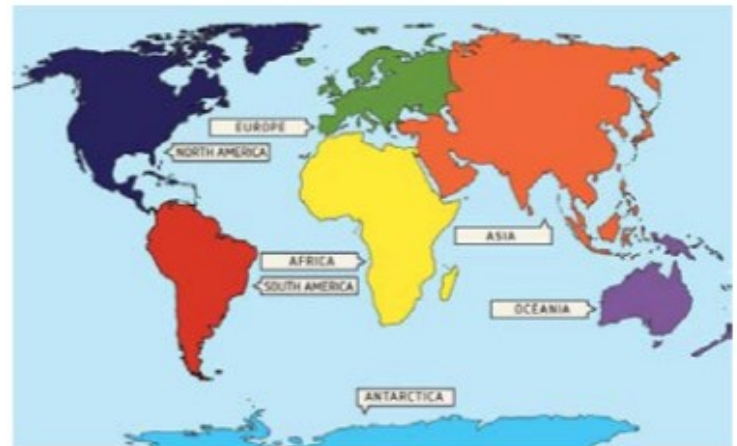 EUROPE
NORTH AMERICA
ASIA
AFRICA
SOUTH AMERICA
OCEANIA
ANTARCTICA